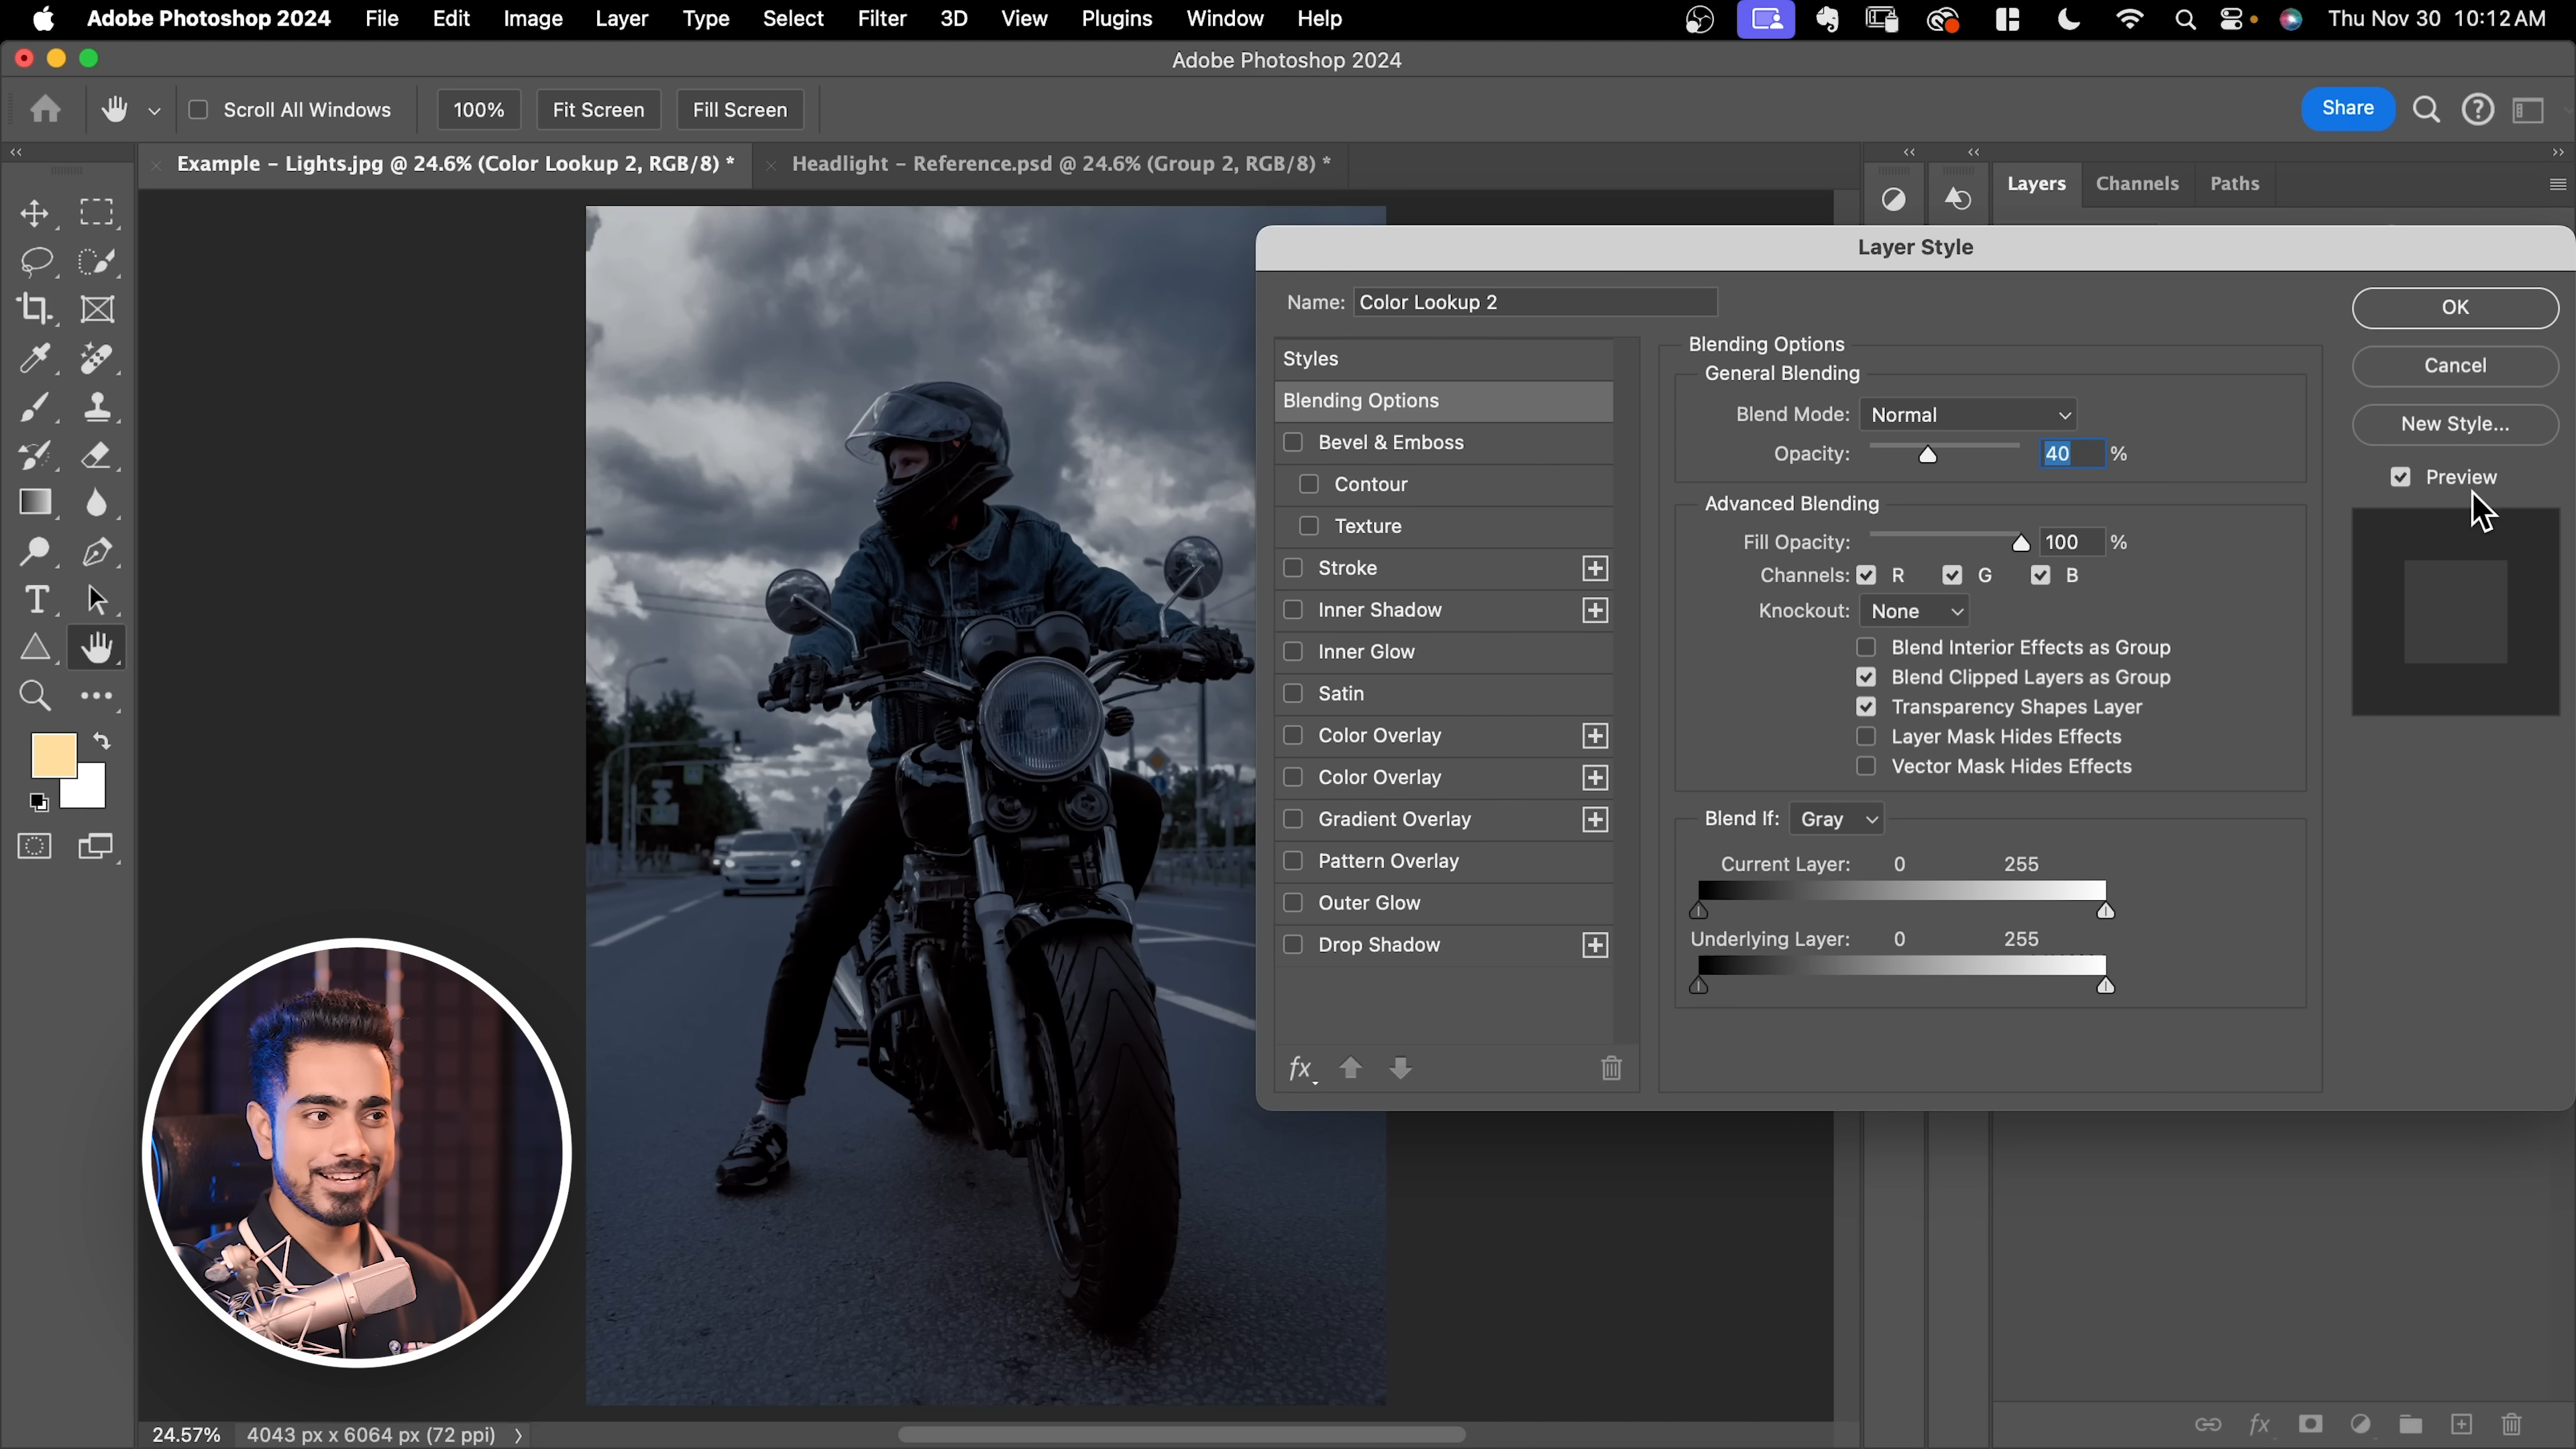 Adobe Photoshop 2024 File Edit Image Layer Type Select Filter 3D View Plugins Window Help Thu Nov 30 10:12 AM
Adobe Photoshop 2024
Scroll All Windows 100% Fit Screen Fill Screen Share
Example - Lights.jpg @ 24.6% (Color Lookup 2, RGB/8) * Headlight - Reference.psd @ 24.6% (Group 2, RGB/8) *
Layers Channels Paths
Layer Style
Name: Color Lookup 2
Styles
Blending Options
Bevel & Emboss
Contour
Texture
Stroke
Inner Shadow
Inner Glow
Satin
Color Overlay
Color Overlay
Gradient Overlay
Pattern Overlay
Outer Glow
Drop Shadow
fx
Blending Options
General Blending
Blend Mode: Normal
Opacity: 40 %
Advanced Blending
Fill Opacity: 100 %
Channels: R G B
Knockout: None
Blend Interior Effects as Group
Blend Clipped Layers as Group
Transparency Shapes Layer
Layer Mask Hides Effects
Vector Mask Hides Effects
Blend If: Gray
Current Layer: 0 255
Underlying Layer: 0 255
OK
Cancel
New Style...
Preview
24.57% 4043 px x 6064 px (72 ppi)
fx